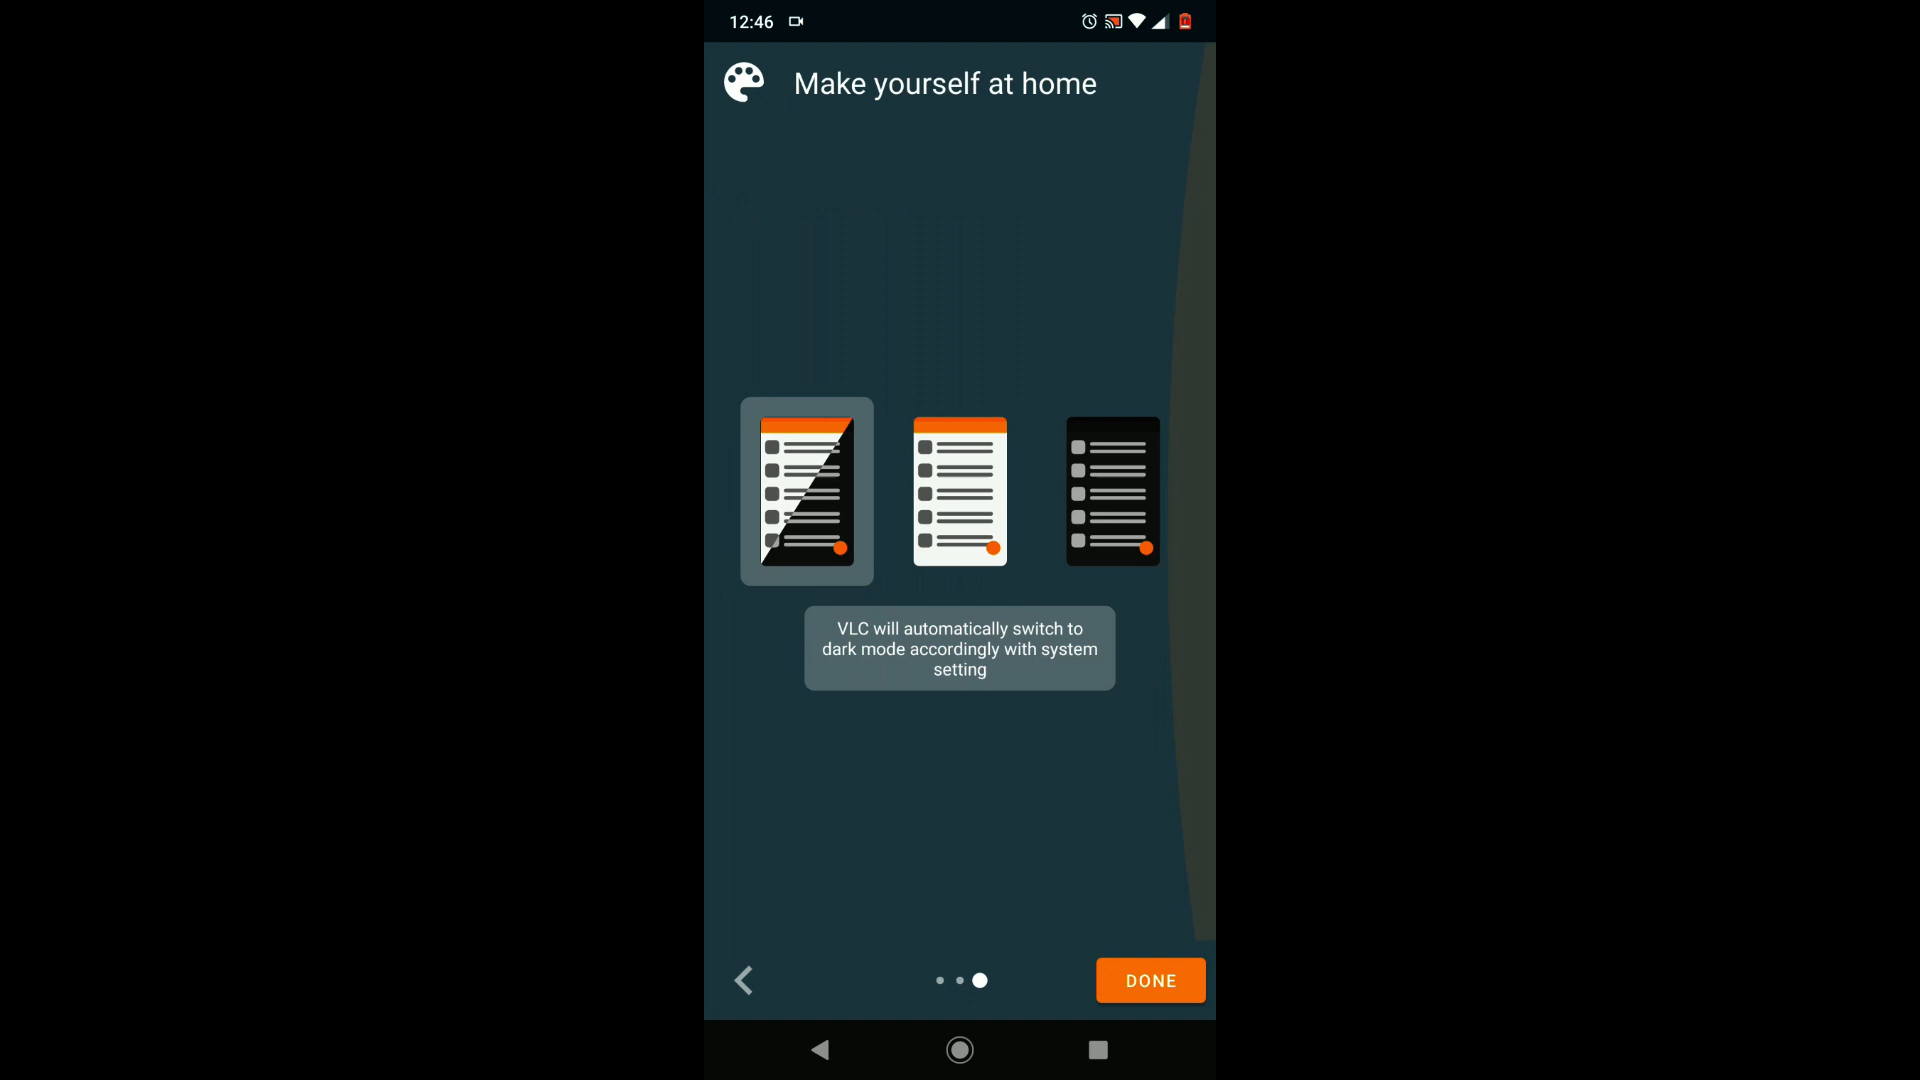 12:46
Make yourself at home
VLC will automatically switch to
dark mode accordingly with system
setting
DONE